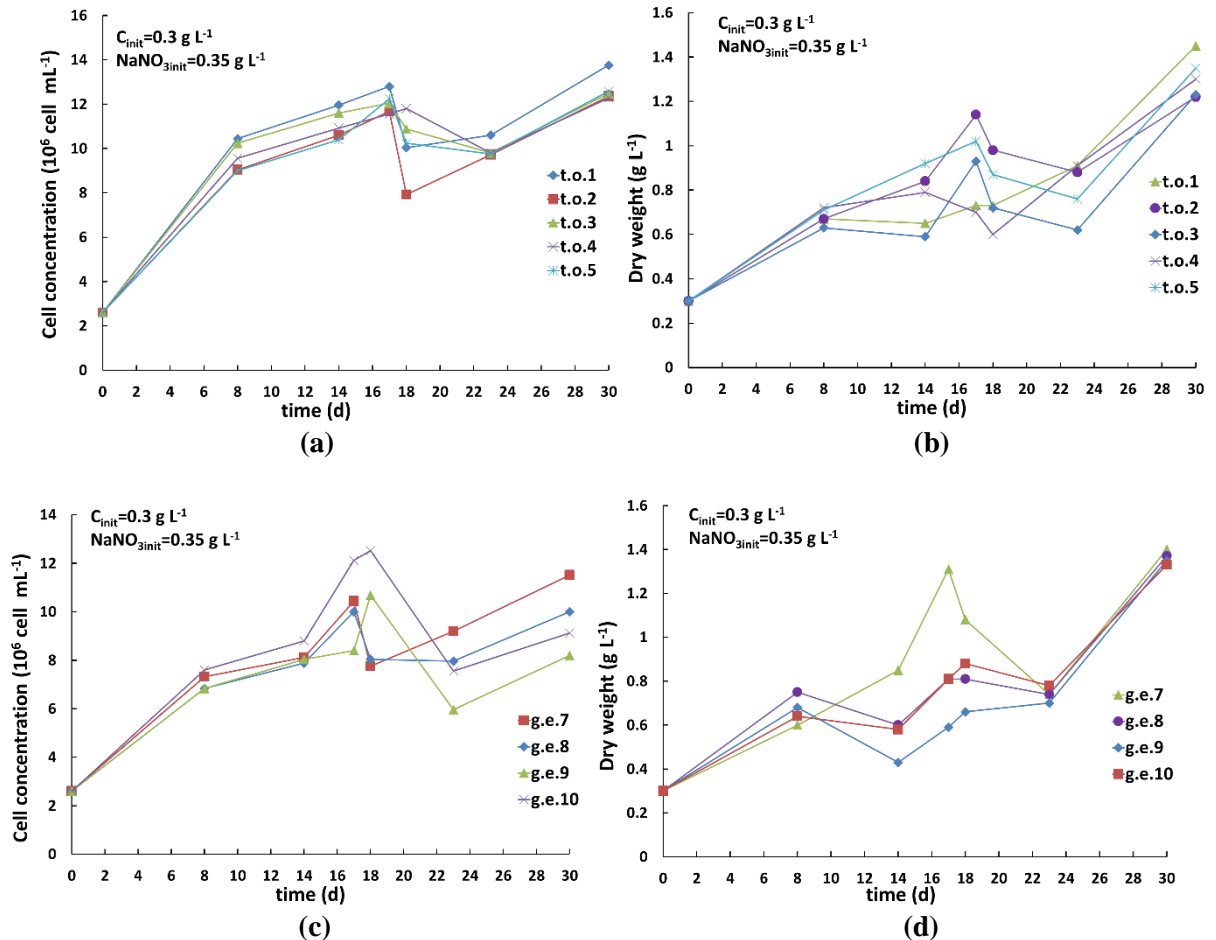 C_init=0.3 g L⁻¹
NaNO_3init=0.35 g L⁻¹
Cell concentration (10⁶ cell mL⁻¹)
16
14
12
10
8
6
4
2
0
t.o.1
t.o.2
t.o.3
t.o.4
t.o.5
0 2 4 6 8 10 12 14 16 18 20 22 24 26 28 30
time (d)
(a)
C_init=0.3 g L⁻¹
NaNO_3init=0.35 g L⁻¹
Dry weight (g L⁻¹)
1.6
1.4
1.2
1
0.8
0.6
0.4
0.2
0
t.o.1
t.o.2
t.o.3
t.o.4
t.o.5
0 2 4 6 8 10 12 14 16 18 20 22 24 26 28 30
time (d)
(b)
C_init=0.3 g L⁻¹
NaNO_3init=0.35 g L⁻¹
Cell concentration (10⁶ cell mL⁻¹)
14
12
10
8
6
4
2
0
g.e.7
g.e.8
g.e.9
g.e.10
0 2 4 6 8 10 12 14 16 18 20 22 24 26 28 30
time (d)
(c)
C_init=0.3 g L⁻¹
NaNO_3init=0.35 g L⁻¹
Dry weight (g L⁻¹)
1.6
1.4
1.2
1
0.8
0.6
0.4
0.2
0
g.e.7
g.e.8
g.e.9
g.e.10
0 2 4 6 8 10 12 14 16 18 20 22 24 26 28 30
time (d)
(d)